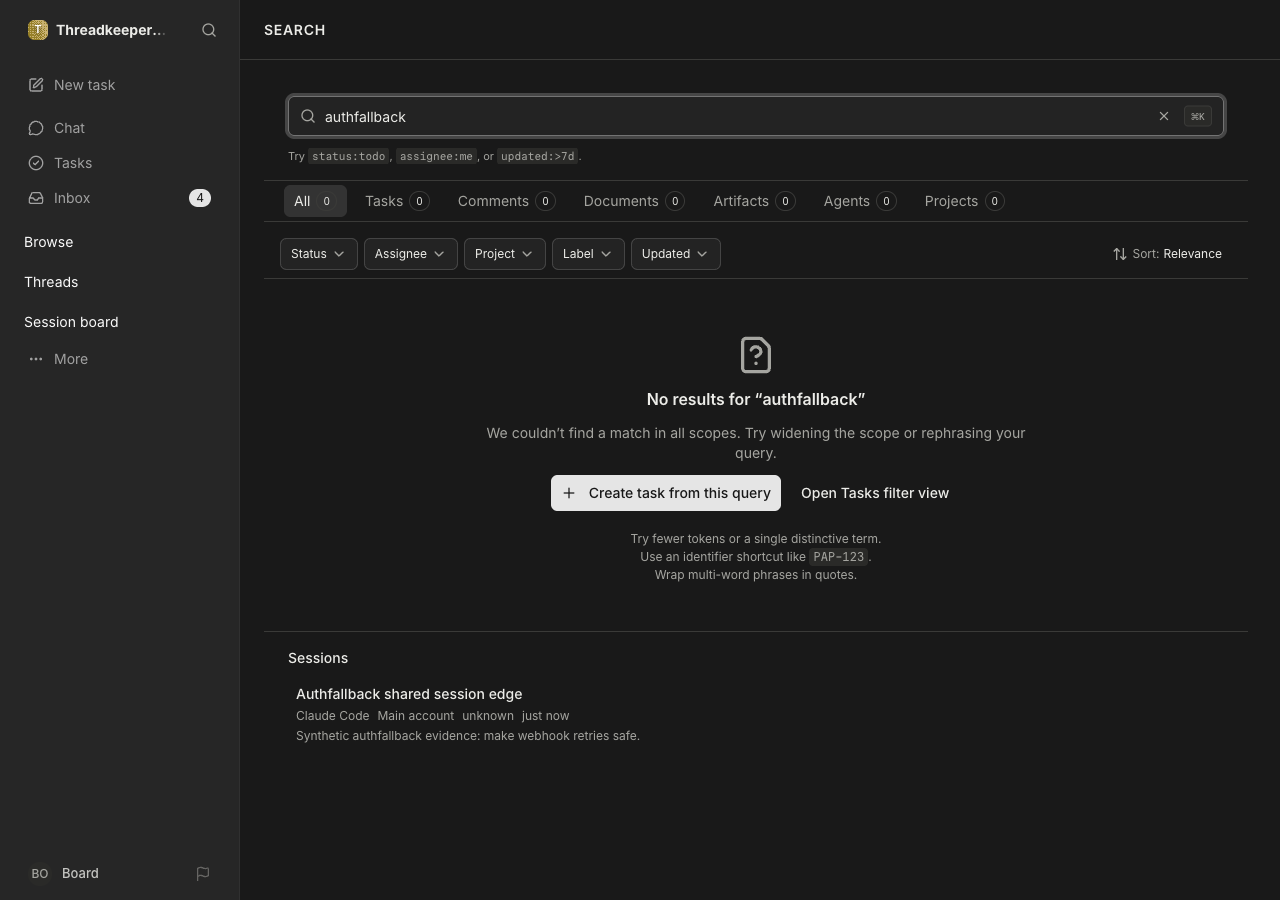 T Threadkeeper...
New task
Chat
Tasks
Inbox 4
Browse
Threads
Session board
More
BO Board
SEARCH
authfallback ⌘K
Try status:todo, assignee:me, or updated:>7d.
All 0 Tasks 0 Comments 0 Documents 0 Artifacts 0 Agents 0 Projects 0
Status Assignee Project Label Updated Sort: Relevance
No results for “authfallback”
We couldn’t find a match in all scopes. Try widening the scope or rephrasing your
query.
Create task from this query Open Tasks filter view
Try fewer tokens or a single distinctive term.
Use an identifier shortcut like PAP-123.
Wrap multi-word phrases in quotes.
Sessions
Authfallback shared session edge
Claude Code Main account unknown just now
Synthetic authfallback evidence: make webhook retries safe.